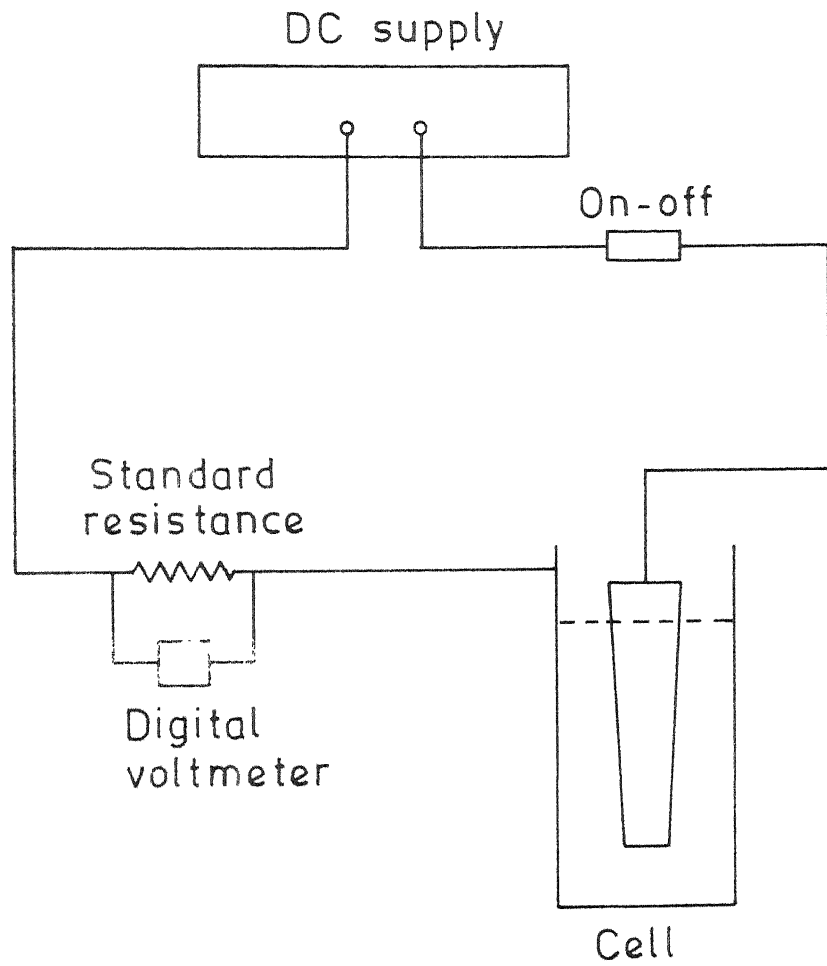 DC supply
On-off
Standard
resistance
Digital
voltmeter
Cell